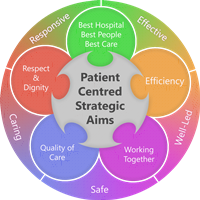 Responsive
Effective
Best Hospital
Best People
Best Care
Respect
& Dignity
Patient
Centred
Strategic
Aims
Efficiency
Caring
Well-Led
Quality of
Care
Working
Together
Safe